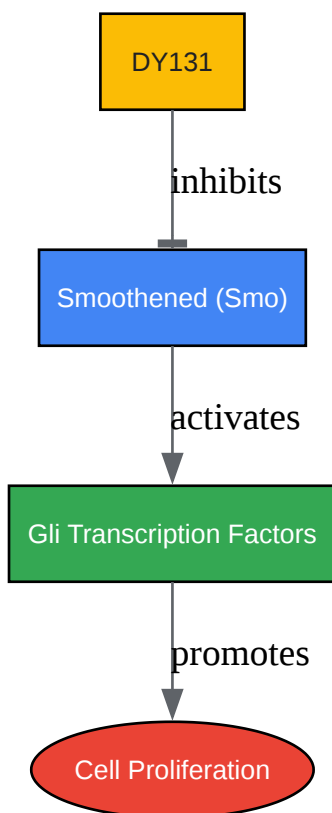 DY131
inhibits
Smoothened (Smo)
activates
Gli Transcription Factors
promotes
Cell Proliferation